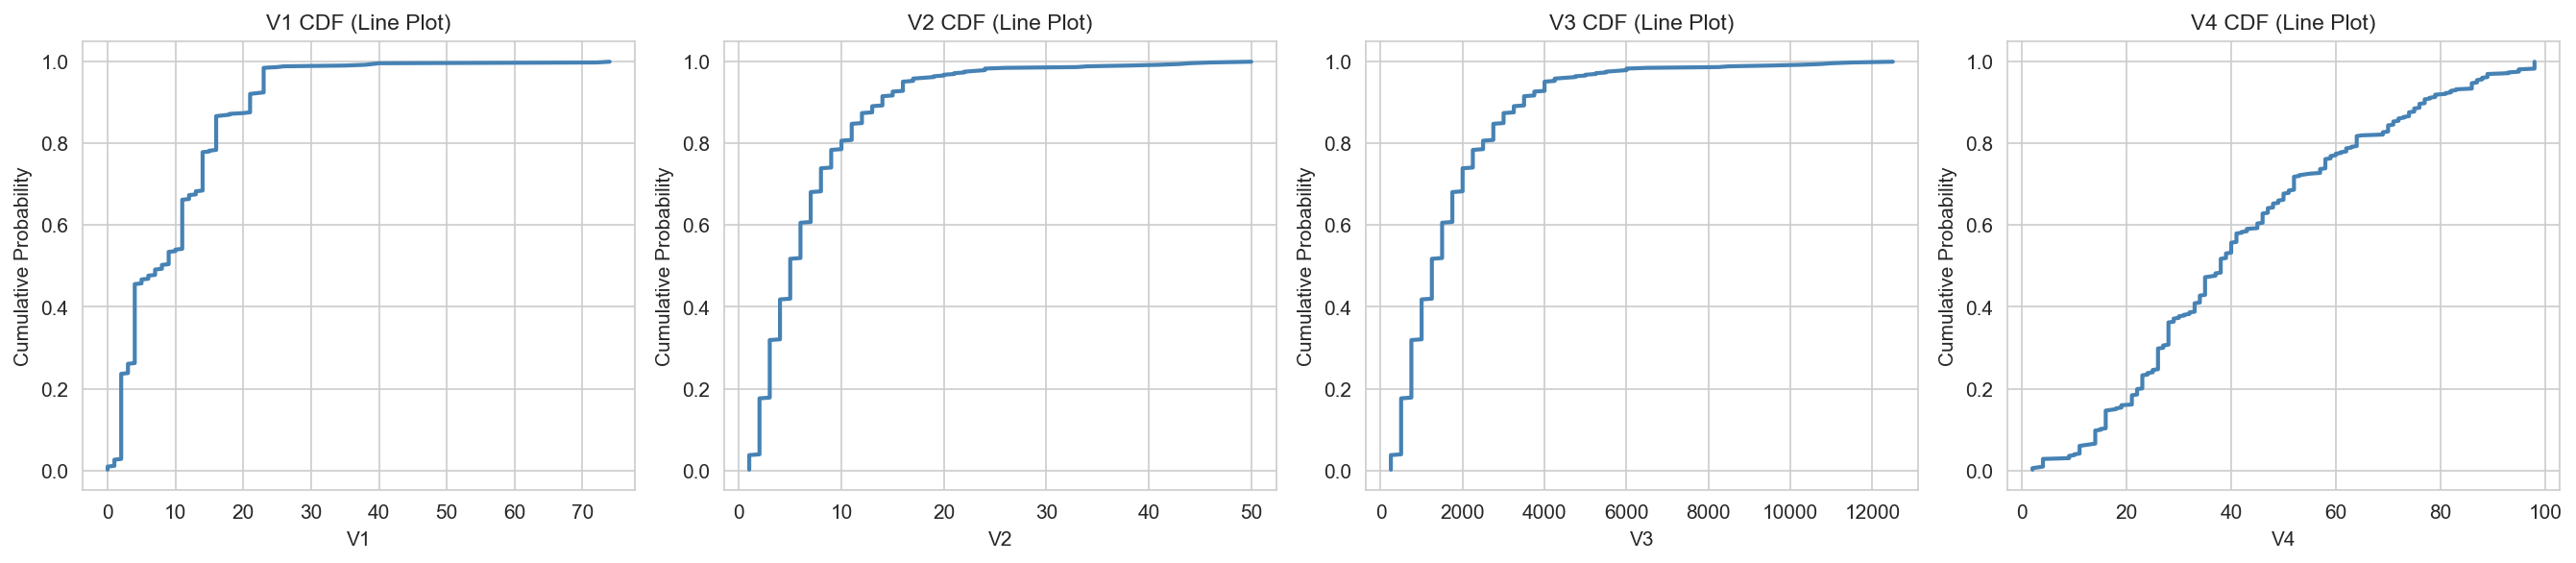 V1 CDF (Line Plot)
1.0
0.8
0.6
0.4
0.2
0.0
Cumulative Probability
0 10 20 30 40 50 60 70
V1
V2 CDF (Line Plot)
1.0
0.8
0.6
0.4
0.2
0.0
Cumulative Probability
0 10 20 30 40 50
V2
V3 CDF (Line Plot)
1.0
0.8
0.6
0.4
0.2
0.0
Cumulative Probability
0 2000 4000 6000 8000 10000 12000
V3
V4 CDF (Line Plot)
1.0
0.8
0.6
0.4
0.2
0.0
Cumulative Probability
0 20 40 60 80 100
V4